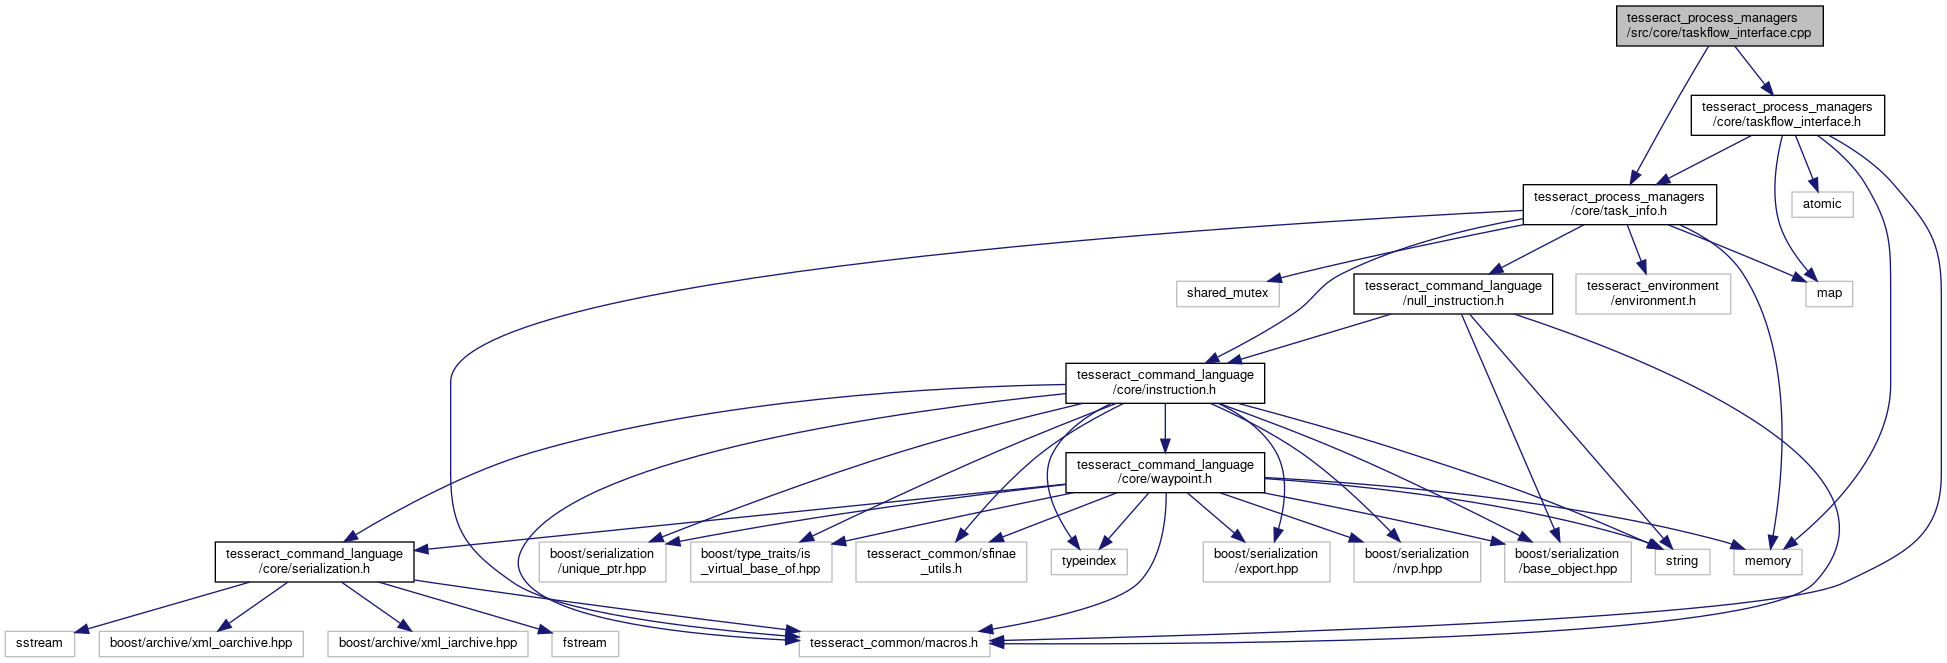 tesseract_process_managers
/src/core/taskflow_interface.cpp
tesseract_process_managers
/core/taskflow_interface.h
tesseract_process_managers
/core/task_info.h
atomic
shared_mutex
tesseract_command_language
/null_instruction.h
tesseract_environment
/environment.h
map
tesseract_command_language
/core/instruction.h
tesseract_command_language
/core/waypoint.h
tesseract_command_language
/core/serialization.h
boost/serialization
/unique_ptr.hpp
boost/type_traits/is
_virtual_base_of.hpp
tesseract_common/sfinae
_utils.h
typeindex
boost/serialization
/export.hpp
boost/serialization
/nvp.hpp
boost/serialization
/base_object.hpp
string
memory
sstream
boost/archive/xml_oarchive.hpp
boost/archive/xml_iarchive.hpp
fstream
tesseract_common/macros.h